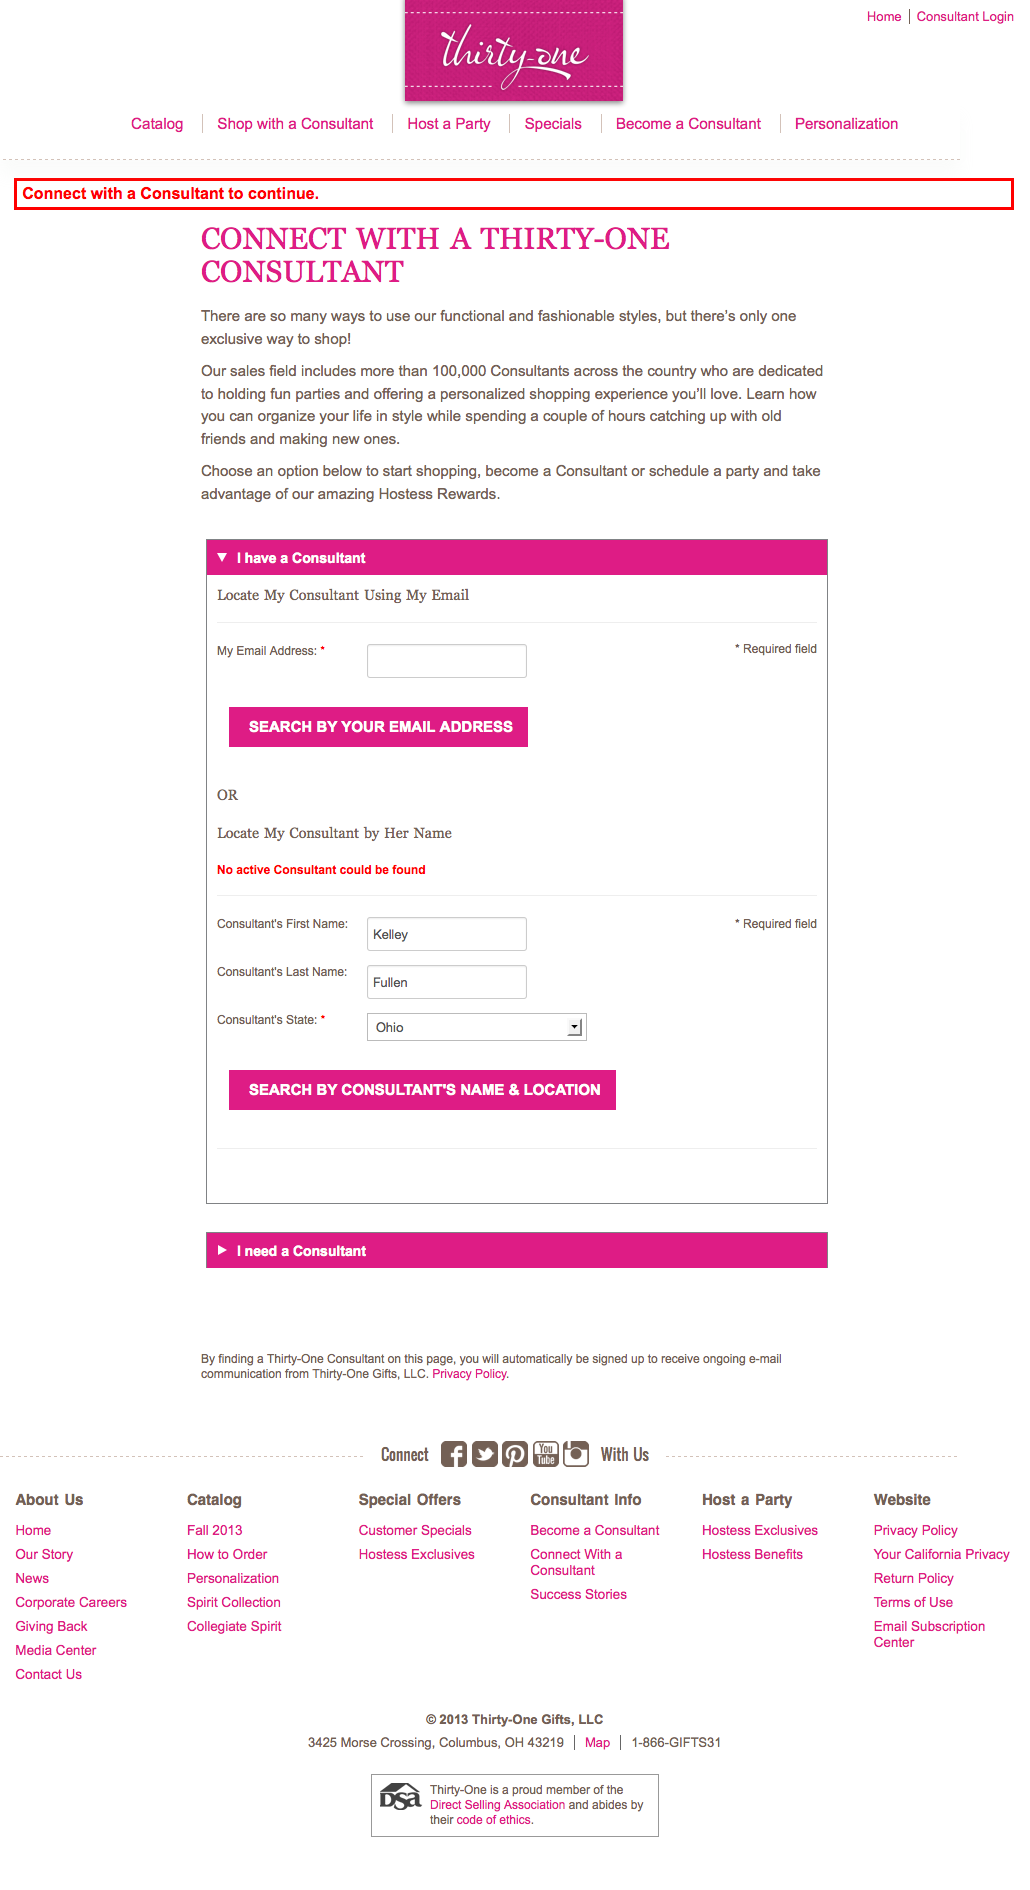 Home | Consultant Login
thirty-one
Catalog | Shop with a Consultant | Host a Party | Specials | Become a Consultant | Personalization
Connect with a Consultant to continue.
CONNECT WITH A THIRTY-ONE
CONSULTANT
There are so many ways to use our functional and fashionable styles, but there's only one
exclusive way to shop!
Our sales field includes more than 100,000 Consultants across the country who are dedicated
to holding fun parties and offering a personalized shopping experience you'll love. Learn how
you can organize your life in style while spending a couple of hours catching up with old
friends and making new ones.
Choose an option below to start shopping, become a Consultant or schedule a party and take
advantage of our amazing Hostess Rewards.
I have a Consultant
Locate My Consultant Using My Email
My Email Address: * * Required field
SEARCH BY YOUR EMAIL ADDRESS
OR
Locate My Consultant by Her Name
No active Consultant could be found
Consultant's First Name: Kelley * Required field
Consultant's Last Name: Fullen
Consultant's State: * Ohio
SEARCH BY CONSULTANT'S NAME & LOCATION
I need a Consultant
By finding a Thirty-One Consultant on this page, you will automatically be signed up to receive ongoing e-mail
communication from Thirty-One Gifts, LLC. Privacy Policy.
Connect You Tube With Us
About Us
Home
Our Story
News
Corporate Careers
Giving Back
Media Center
Contact Us
Catalog
Fall 2013
How to Order
Personalization
Spirit Collection
Collegiate Spirit
Special Offers
Customer Specials
Hostess Exclusives
Consultant Info
Become a Consultant
Connect With a
Consultant
Success Stories
Host a Party
Hostess Exclusives
Hostess Benefits
Website
Privacy Policy
Your California Privacy
Return Policy
Terms of Use
Email Subscription
Center
© 2013 Thirty-One Gifts, LLC
3425 Morse Crossing, Columbus, OH 43219 | Map | 1-866-GIFTS31
DSA
Thirty-One is a proud member of the
Direct Selling Association and abides by
their code of ethics.